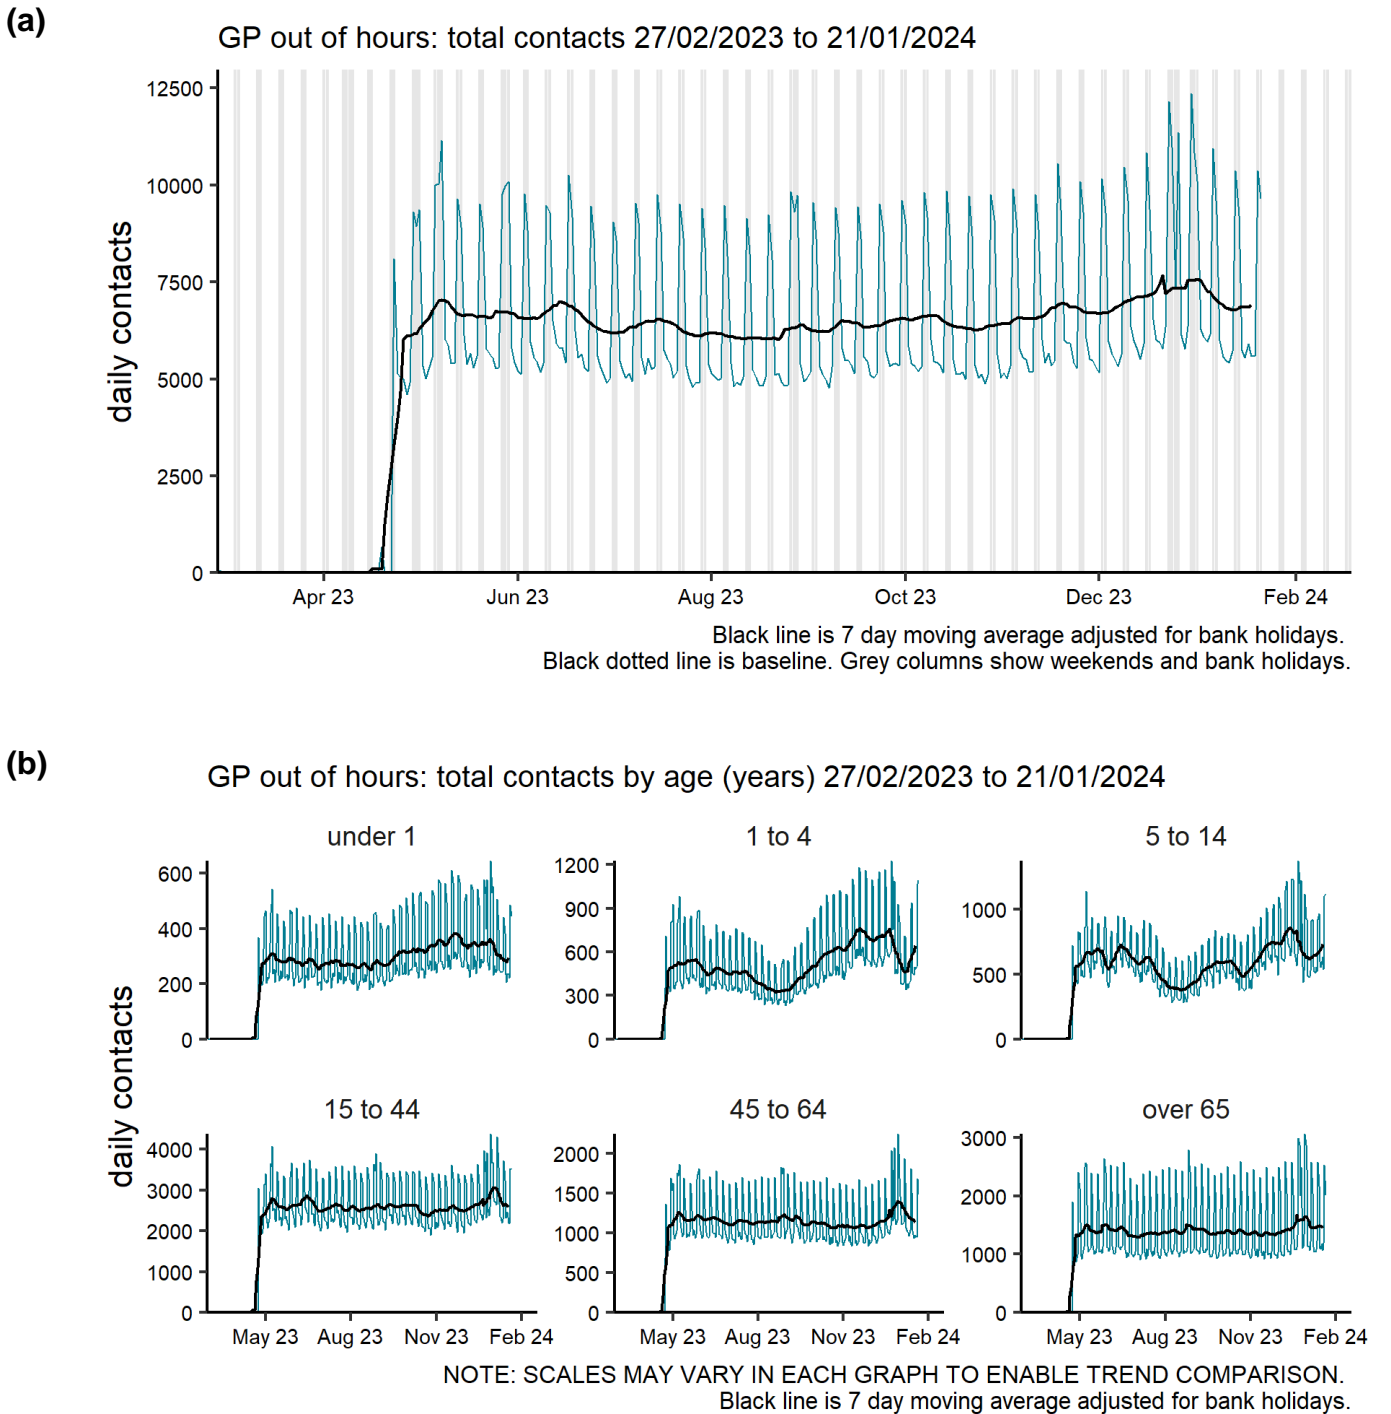 (a)
GP out of hours: total contacts 27/02/2023 to 21/01/2024
daily contacts
12500
10000
7500
5000
2500
0
Apr 23
Jun 23
Aug 23
Oct 23
Dec 23
Feb 24
Black line is 7 day moving average adjusted for bank holidays.
Black dotted line is baseline. Grey columns show weekends and bank holidays.
(b)
GP out of hours: total contacts by age (years) 27/02/2023 to 21/01/2024
daily contacts
under 1
600
400
200
0
1 to 4
1200
900
600
300
0
5 to 14
1000
500
0
15 to 44
4000
3000
2000
1000
0
May 23
Aug 23
Nov 23
Feb 24
45 to 64
2000
1500
1000
500
0
May 23
Aug 23
Nov 23
Feb 24
over 65
3000
2000
1000
0
May 23
Aug 23
Nov 23
Feb 24
NOTE: SCALES MAY VARY IN EACH GRAPH TO ENABLE TREND COMPARISON.
Black line is 7 day moving average adjusted for bank holidays.